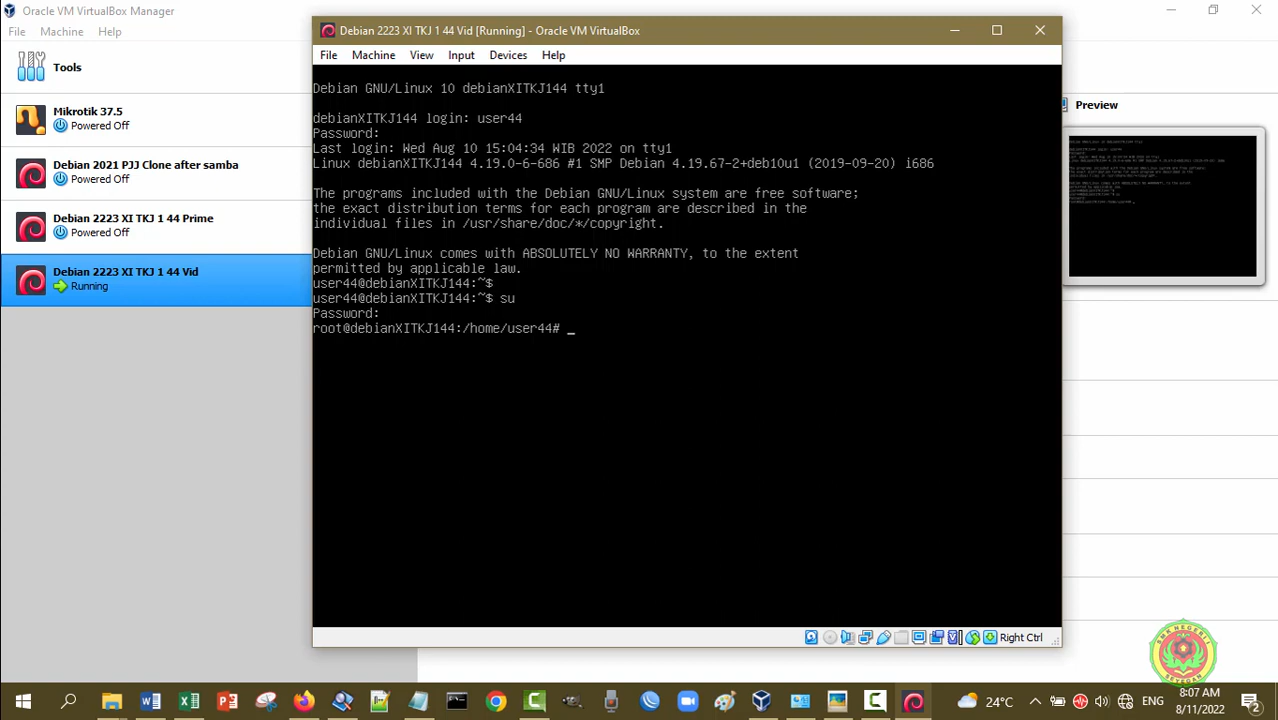 Oracle VM VirtualBox Manager
File Machine Help
Tools
Mikrotik 37.5
Powered Off
Debian 2021 PJJ Clone after samba
Powered Off
Debian 2223 XI TKJ 1 44 Prime
Powered Off
Debian 2223 XI TKJ 1 44 Vid
Running
Debian 2223 XI TKJ 1 44 Vid [Running] - Oracle VM VirtualBox
File Machine View Input Devices Help
Debian GNU/Linux 10 debianXITKJ144 tty1
debianXITKJ144 login: user44
Password:
Last login: Wed Aug 10 15:04:34 WIB 2022 on tty1
Linux debianXITKJ144 4.19.0-6-686 #1 SMP Debian 4.19.67-2+deb10u1 (2019-09-20) i686
The programs included with the Debian GNU/Linux system are free software;
the exact distribution terms for each program are described in the
individual files in /usr/share/doc/*/copyright.
Debian GNU/Linux comes with ABSOLUTELY NO WARRANTY, to the extent
permitted by applicable law.
user44@debianXITKJ144:~$
user44@debianXITKJ144:~$ su
Password:
root@debianXITKJ144:/home/user44# _
Right Ctrl
Preview
SMK NEGERI 1
SEYEGAN
24°C
ENG
8:07 AM
8/11/2022
2